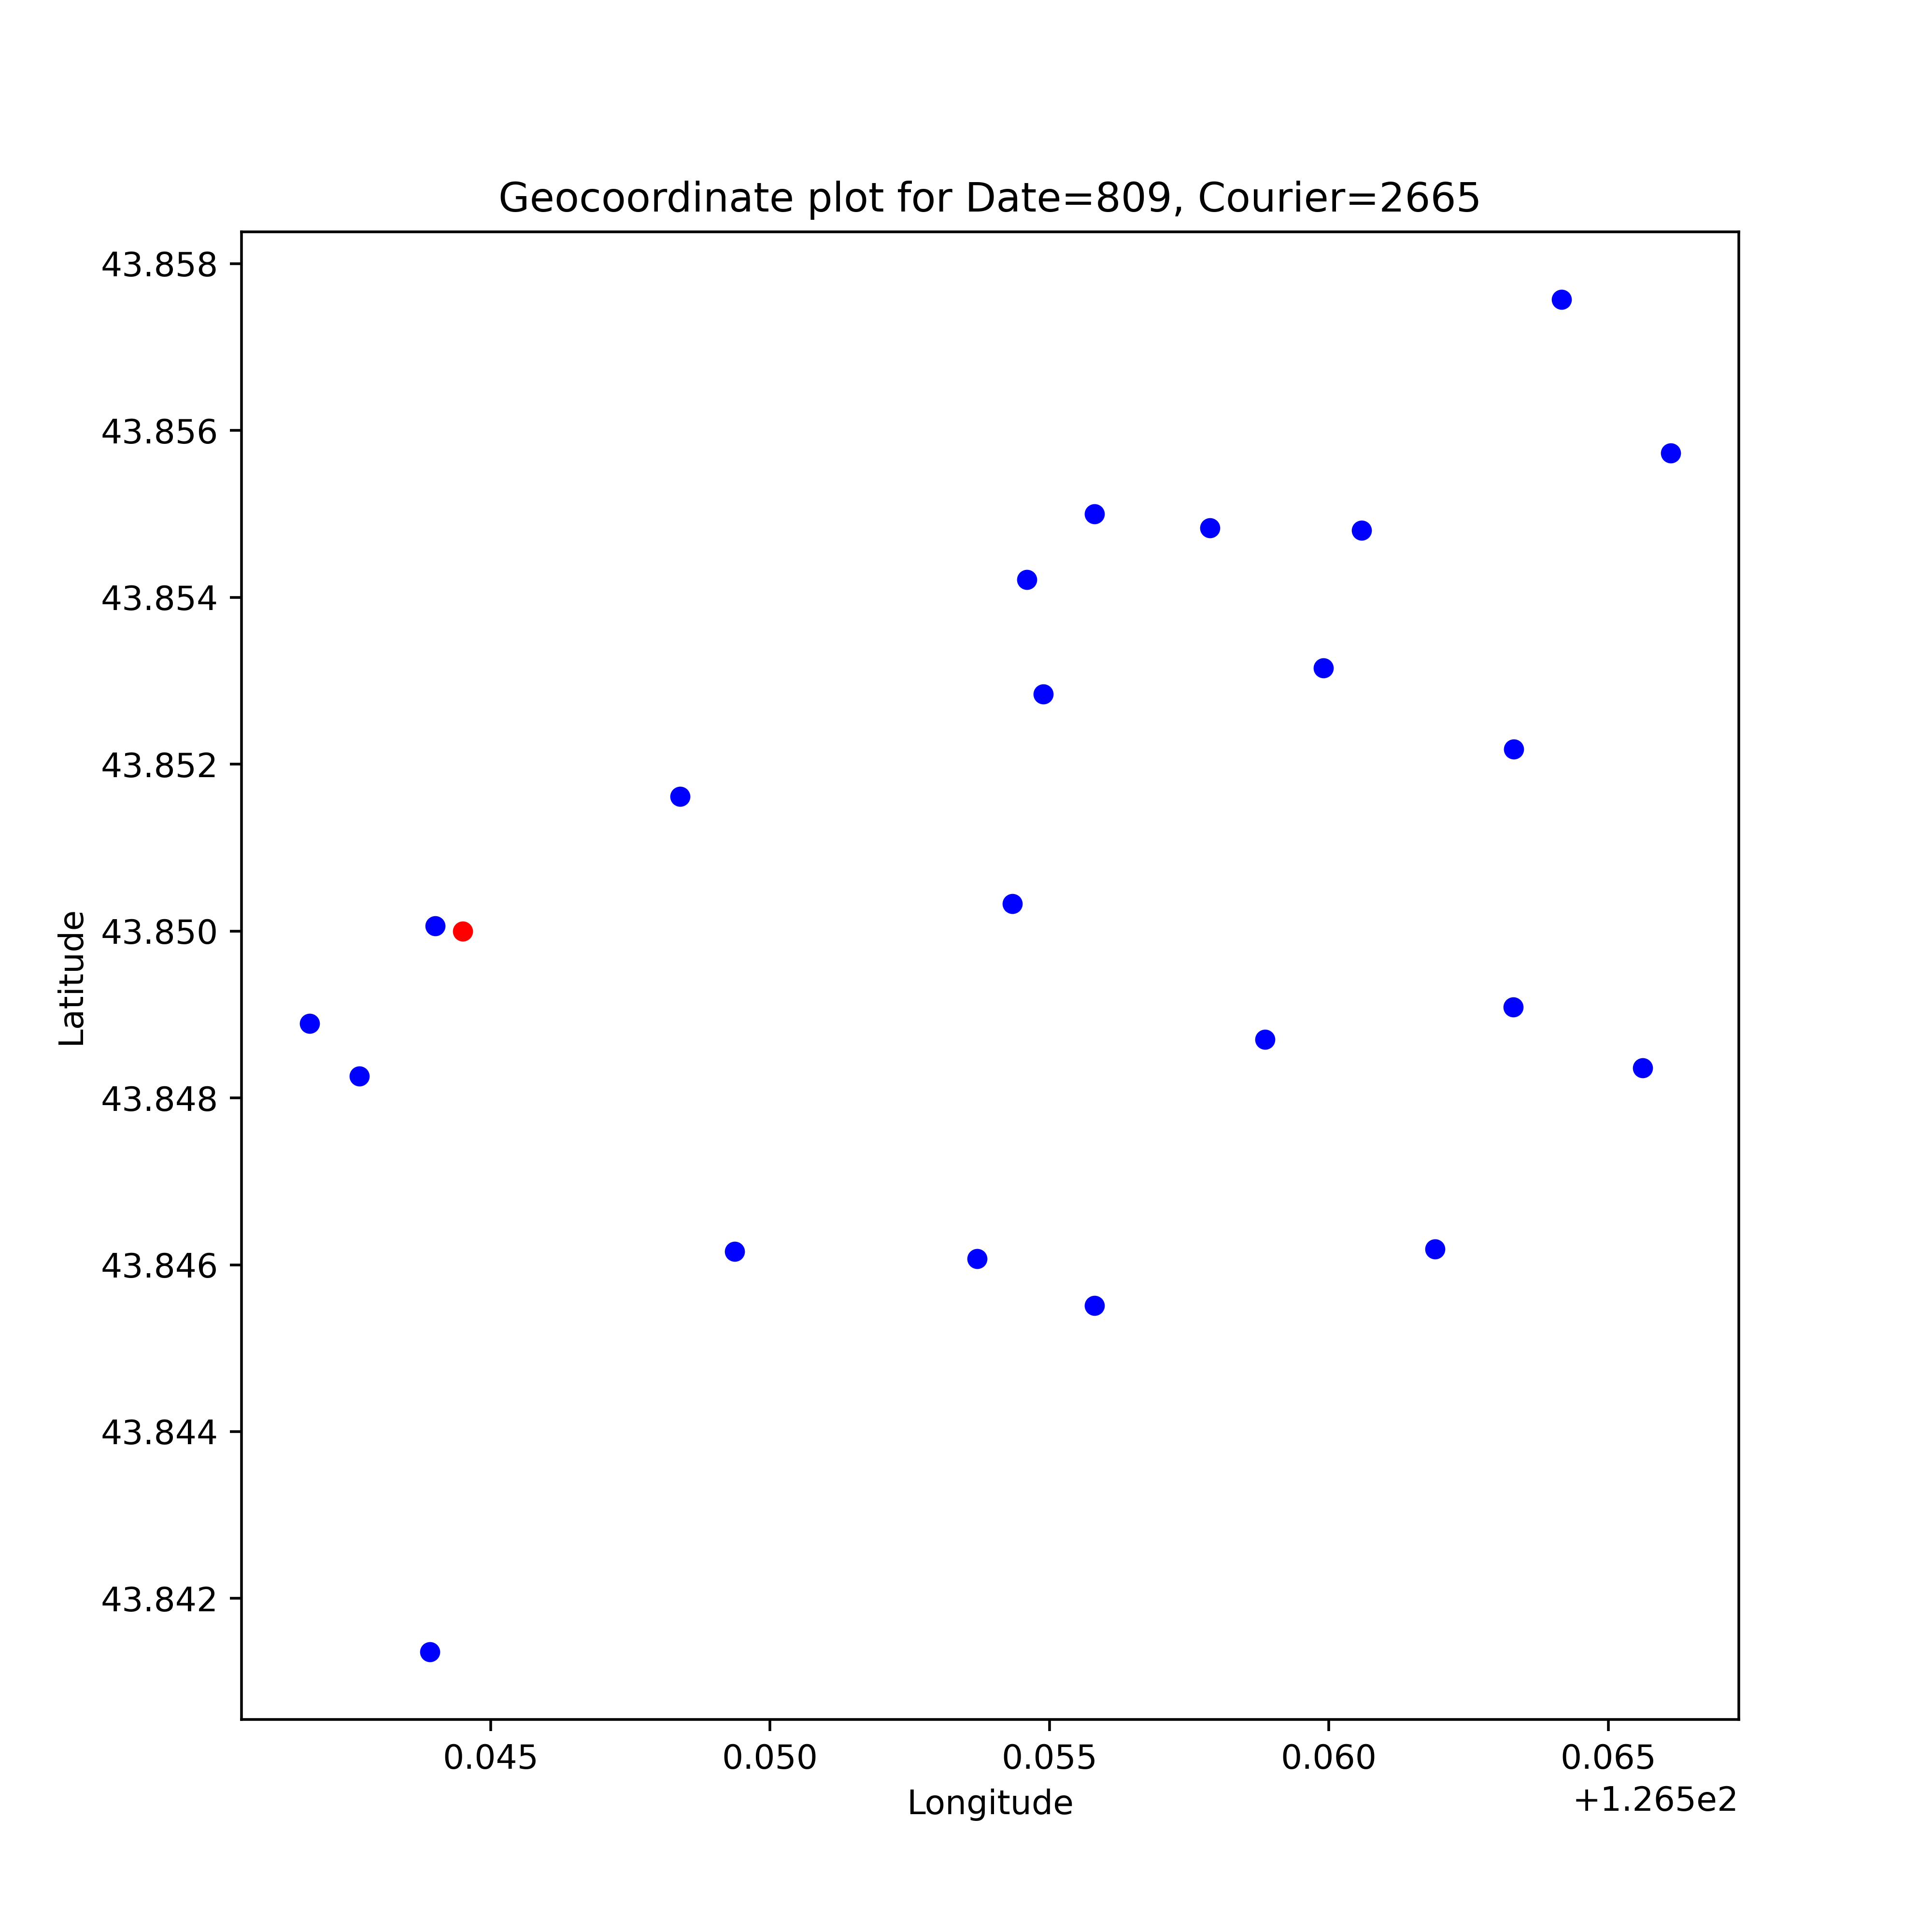 Geocoordinate plot for Date=809, Courier=2665
43.858
43.856
43.854
43.852
43.850
43.848
43.846
43.844
43.842
Latitude
0.045 0.050 0.055 0.060 0.065
+1.265e2
Longitude